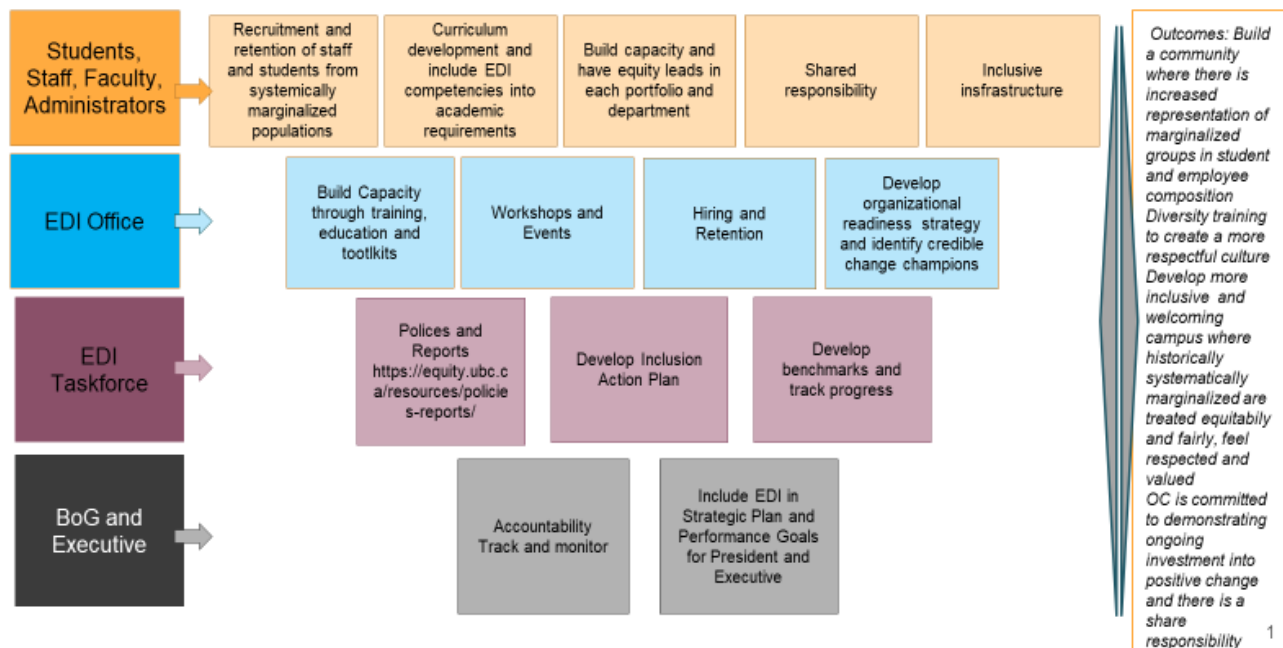 Students,
Staff, Faculty,
Administrators
Recruitment and
retention of staff
and students from
systemically
marginalized
populations
Curriculum
development and
include EDI
competencies into
academic
requirements
Build capacity and
have equity leads in
each portfolio and
department
Shared
responsibility
Inclusive
insfrastructure
EDI Office
Build Capacity
through training,
education and
tootlkits
Workshops and
Events
Hiring and
Retention
Develop
organizational
readiness strategy
and identify credible
change champions
EDI
Taskforce
Polices and
Reports
https://equity.ubc.c
a/resources/policie
s-reports/
Develop Inclusion
Action Plan
Develop
benchmarks and
track progress
BoG and
Executive
Accountability
Track and monitor
Include EDI in
Strategic Plan and
Performance Goals
for President and
Executive
Outcomes: Build
a community
where there is
increased
representation of
marginalized
groups in student
and employee
composition
Diversity training
to create a more
respectful culture
Develop more
inclusive and
welcoming
campus where
historically
systematically
marginalized are
treated equitabily
and fairly, feel
respected and
valued
OC is committed
to demonstrating
ongoing
investment into
positive change
and there is a
share
responsibility
1